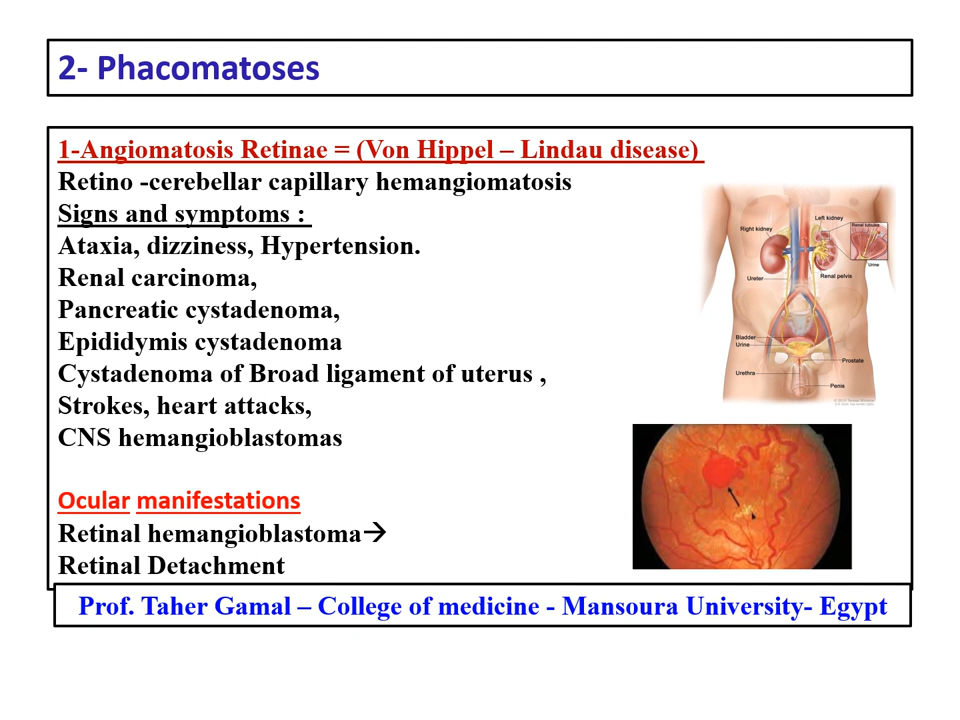 2- Phacomatoses
1-Angiomatosis Retinae = (Von Hippel – Lindau disease)
Retino -cerebellar capillary hemangiomatosis
Signs and symptoms :
Ataxia, dizziness, Hypertension.
Renal carcinoma,
Pancreatic cystadenoma,
Epididymis cystadenoma
Cystadenoma of Broad ligament of uterus ,
Strokes, heart attacks,
CNS hemangioblastomas
Ocular manifestations
Retinal hemangioblastoma→
Retinal Detachment
Left kidney
Right kidney
Renal tubules
Urine
Renal pelvis
Ureter
Bladder
Urine
Prostate
Urethra
Penis
Prof. Taher Gamal – College of medicine - Mansoura University- Egypt